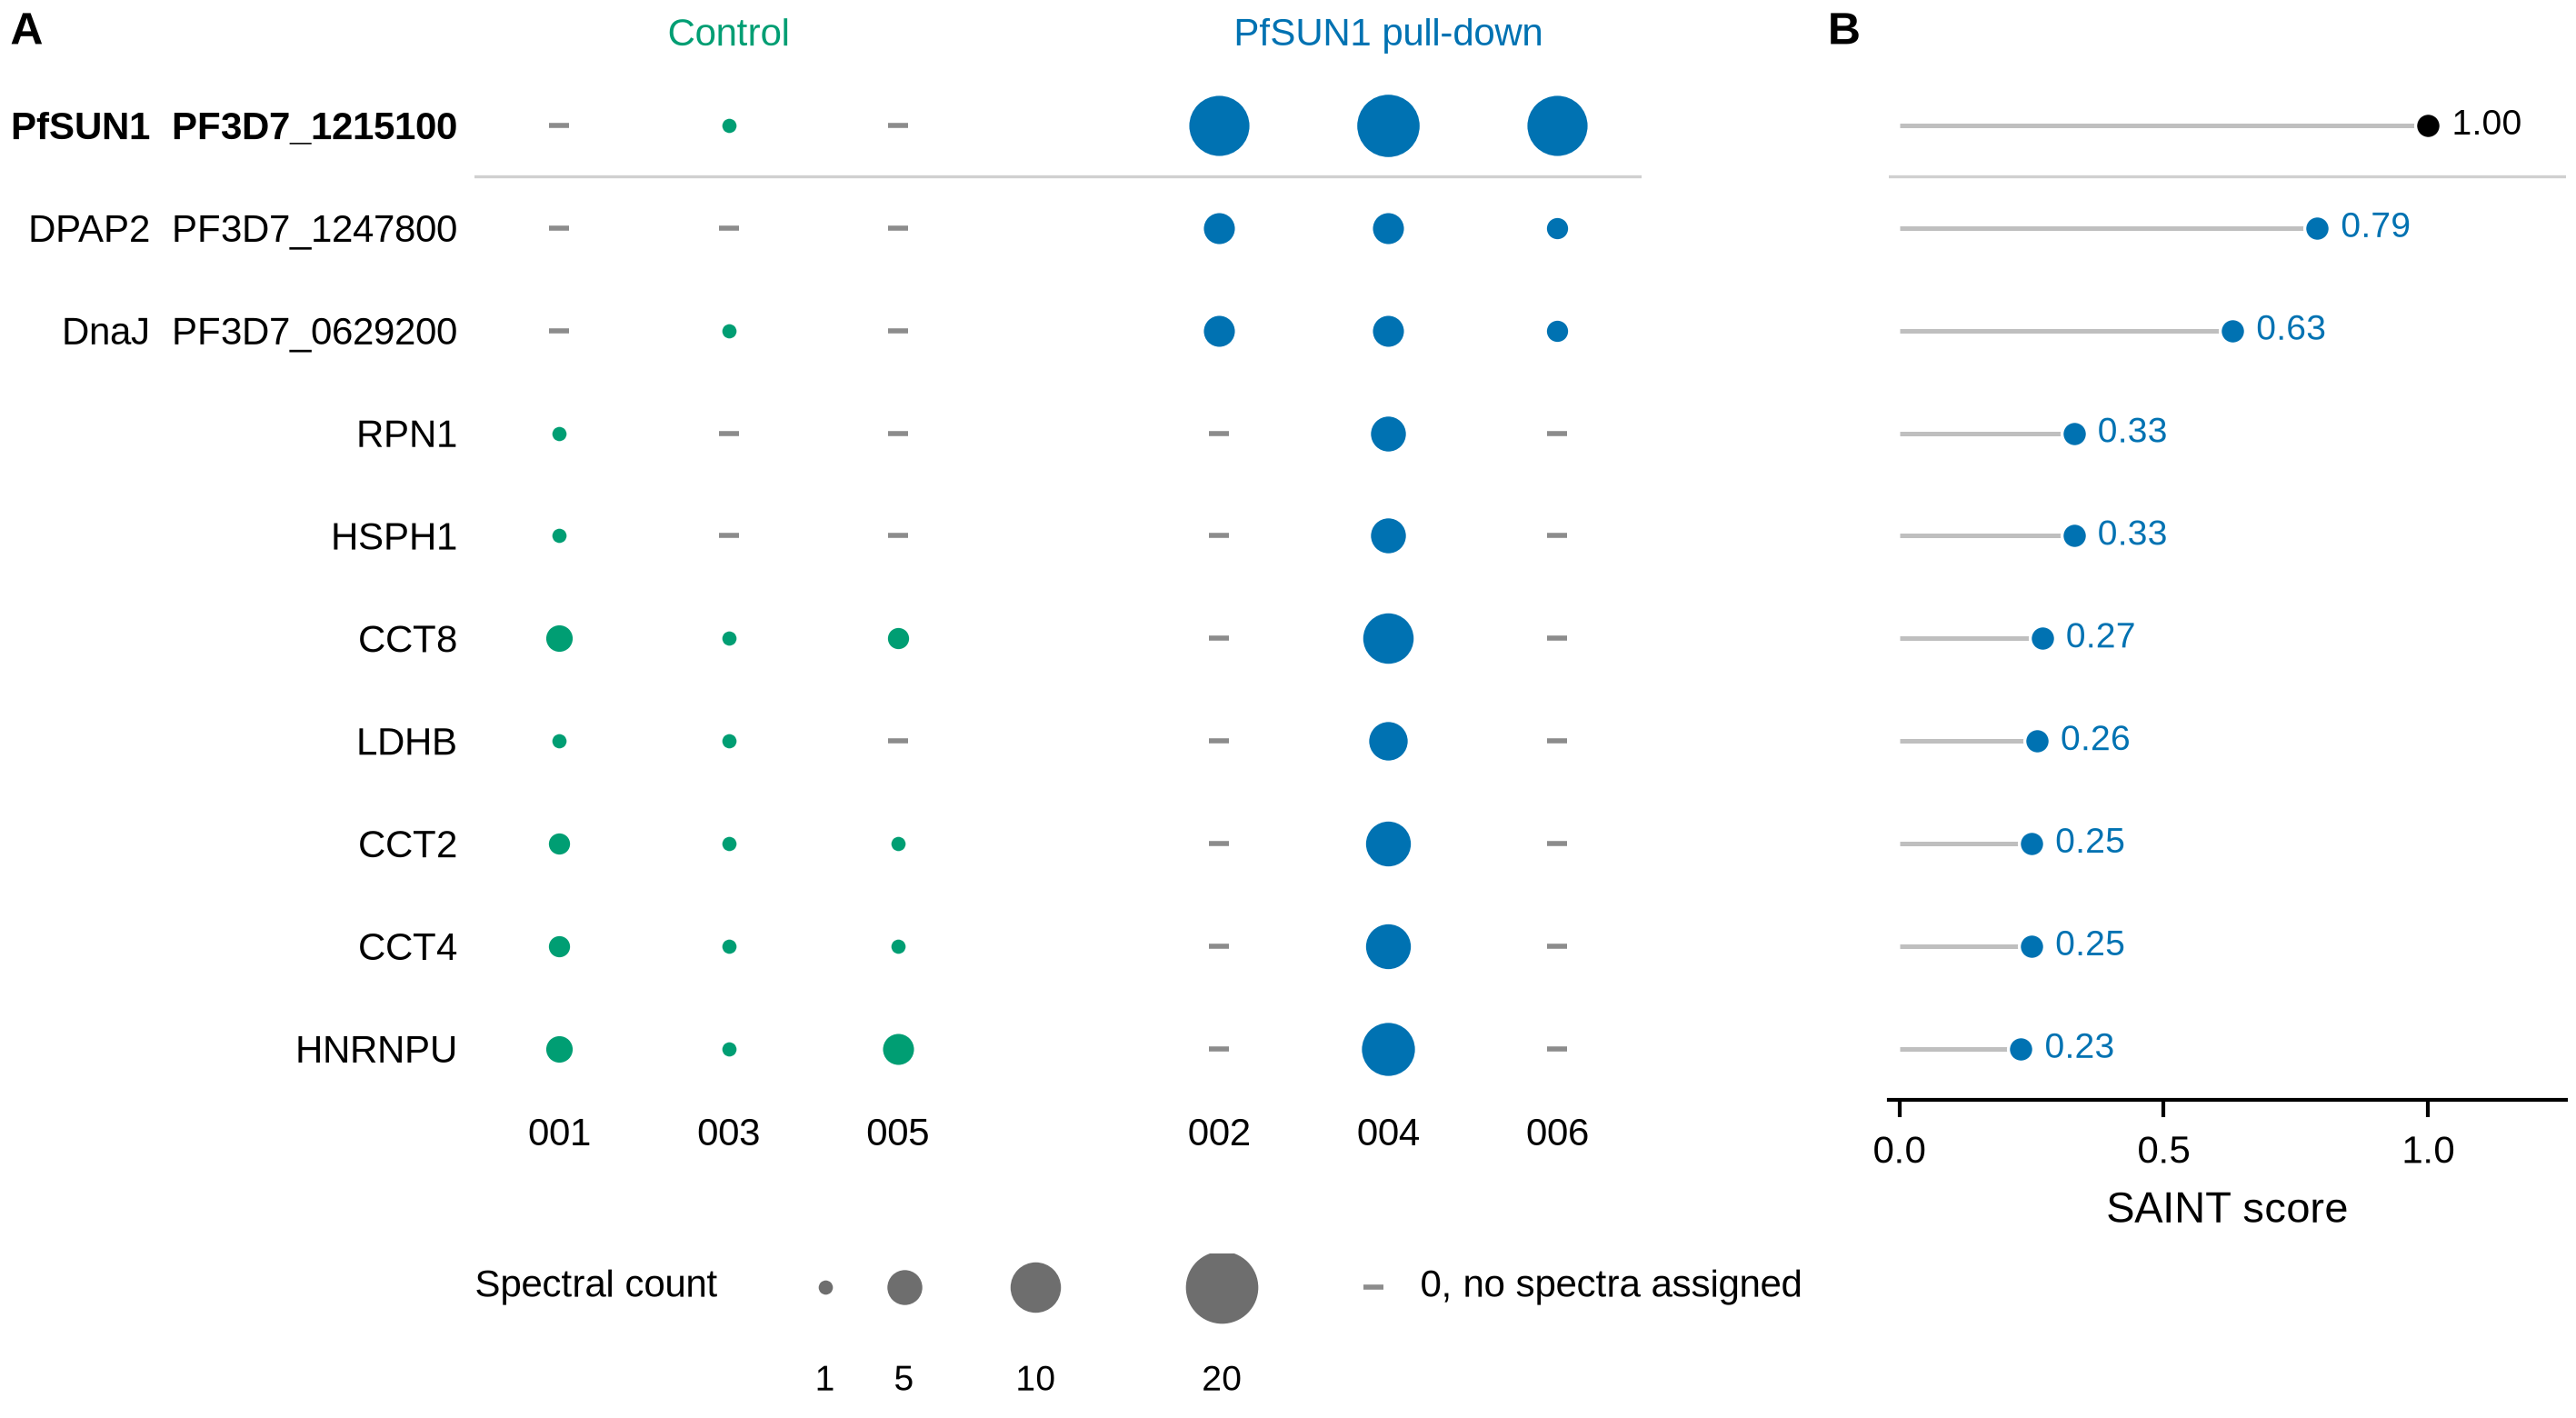 A
Control
PfSUN1 pull-down
B
PfSUN1 PF3D7_1215100
1.00
DPAP2 PF3D7_1247800
0.79
DnaJ PF3D7_0629200
0.63
RPN1
0.33
HSPH1
0.33
CCT8
0.27
LDHB
0.26
CCT2
0.25
CCT4
0.25
HNRNPU
0.23
001 003 005 002 004 006
0.0 0.5 1.0
SAINT score
Spectral count
0, no spectra assigned
1 5 10 20